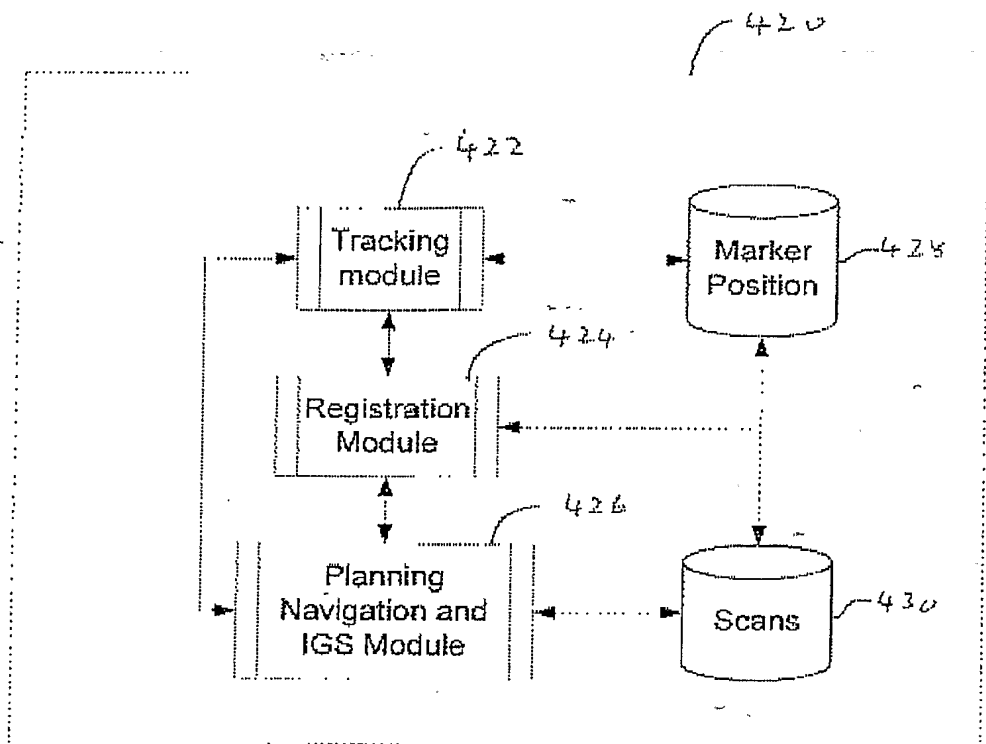 420
422
Tracking
module
Marker
Position
428
424
Registration
Module
426
Planning
Navigation and
IGS Module
Scans
430